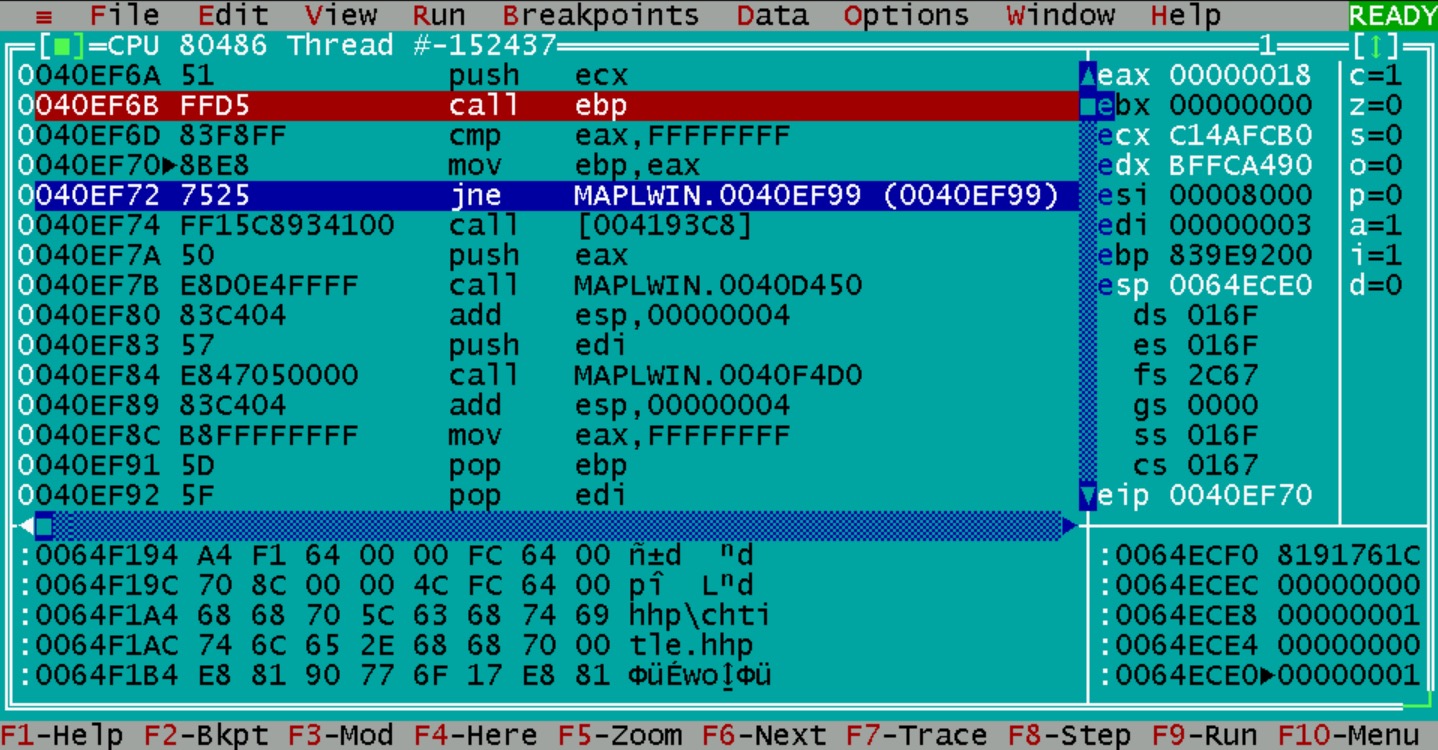 ≡ File Edit View Run Breakpoints Data Options Window Help READY
[■]=CPU 80486 Thread #-152437 1 [↕]
0040EF6A 51 push ecx eax 00000018 c=1
0040EF6B FFD5 call ebp ebx 00000000 z=0
0040EF6D 83F8FF cmp eax,FFFFFFFF ecx C14AFCB0 s=0
0040EF70►8BE8 mov ebp,eax edx BFFCA490 o=0
0040EF72 7525 jne MAPLWIN.0040EF99 (0040EF99) esi 00008000 p=0
0040EF74 FF15C8934100 call [004193C8] edi 00000003 a=1
0040EF7A 50 push eax ebp 839E9200 i=1
0040EF7B E8D0E4FFFF call MAPLWIN.0040D450 esp 0064ECE0 d=0
0040EF80 83C404 add esp,00000004 ds 016F
0040EF83 57 push edi es 016F
0040EF84 E847050000 call MAPLWIN.0040F4D0 fs 2C67
0040EF89 83C404 add esp,00000004 gs 0000
0040EF8C B8FFFFFFFF mov eax,FFFFFFFF ss 016F
0040EF91 5D pop ebp cs 0167
0040EF92 5F pop edi eip 0040EF70
:0064F194 A4 F1 64 00 00 FC 64 00 ñ±d ⁿd :0064ECF0 8191761C
:0064F19C 70 8C 00 00 4C FC 64 00 pî Lⁿd :0064ECEC 00000000
:0064F1A4 68 68 70 5C 63 68 74 69 hhp\chti :0064ECE8 00000001
:0064F1AC 74 6C 65 2E 68 68 70 00 tle.hhp :0064ECE4 00000000
:0064F1B4 E8 81 90 77 6F 17 E8 81 ΦüÉwo↨Φü :0064ECE0►00000001
F1-Help F2-Bkpt F3-Mod F4-Here F5-Zoom F6-Next F7-Trace F8-Step F9-Run F10-Menu